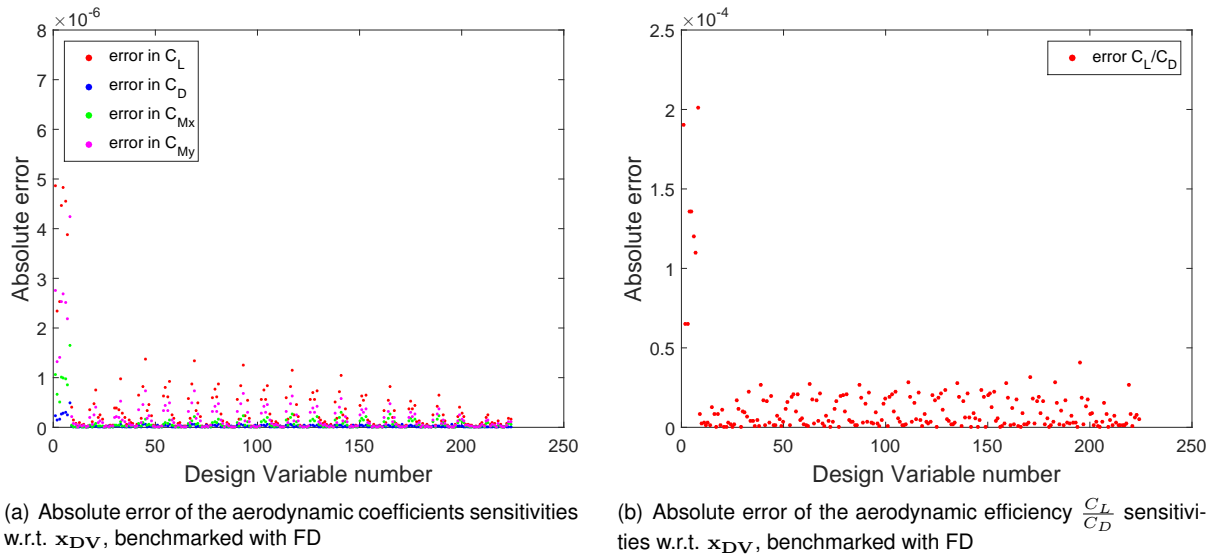 ×10^-6
8
7
6
5
4
3
2
1
0
Absolute error
error in C_L
error in C_D
error in C_Mx
error in C_My
0 50 100 150 200 250
Design Variable number
(a) Absolute error of the aerodynamic coefficients sensitivities
w.r.t. x_DV, benchmarked with FD
×10^-4
2.5
2
1.5
1
0.5
0
Absolute error
error C_L/C_D
0 50 100 150 200 250
Design Variable number
(b) Absolute error of the aerodynamic efficiency C_L/C_D sensitivi-
ties w.r.t. x_DV, benchmarked with FD